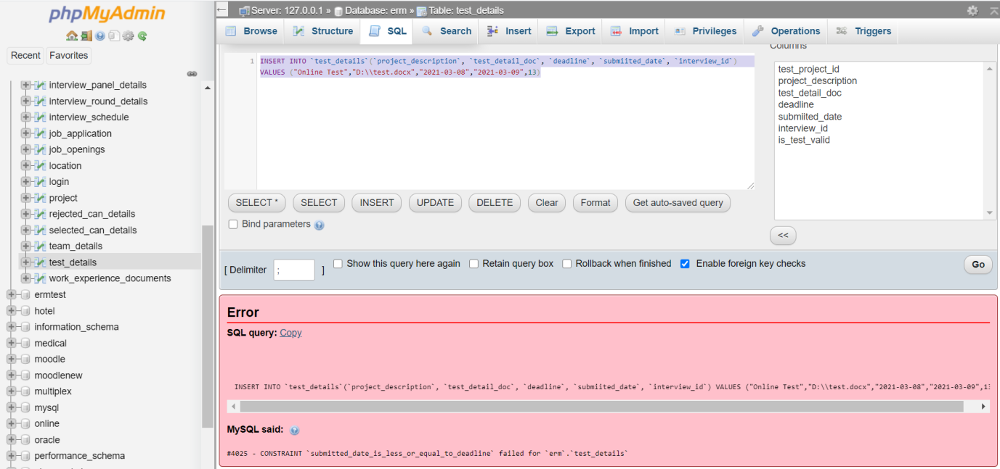 phpMyAdmin
Recent Favorites
interview_panel_details
interview_round_details
interview_schedule
job_application
job_openings
location
login
project
rejected_can_details
selected_can_details
team_details
test_details
work_experience_documents
ermtest
hotel
information_schema
medical
moodle
moodlenew
multiplex
mysql
online
oracle
performance_schema
Server: 127.0.0.1 » Database: erm » Table: test_details
Browse Structure SQL Search Insert Export Import Privileges Operations Triggers
Columns
1 INSERT INTO `test_details`(`project_description`, `test_detail_doc`, `deadline`, `submiited_date`, `interview_id`)
VALUES ("Online Test","D:\\test.docx","2021-03-08","2021-03-09",13)
test_project_id
project_description
test_detail_doc
deadline
submiited_date
interview_id
is_test_valid
SELECT * SELECT INSERT UPDATE DELETE Clear Format Get auto-saved query
Bind parameters
<<
[ Delimiter ; ] Show this query here again Retain query box Rollback when finished Enable foreign key checks Go
Error
SQL query: Copy
INSERT INTO `test_details`(`project_description`, `test_detail_doc`, `deadline`, `submiited_date`, `interview_id`) VALUES ("Online Test","D:\\test.docx","2021-03-08","2021-03-09",13
MySQL said:
#4025 - CONSTRAINT `submitted_date_is_less_or_equal_to_deadline` failed for `erm`.`test_details`